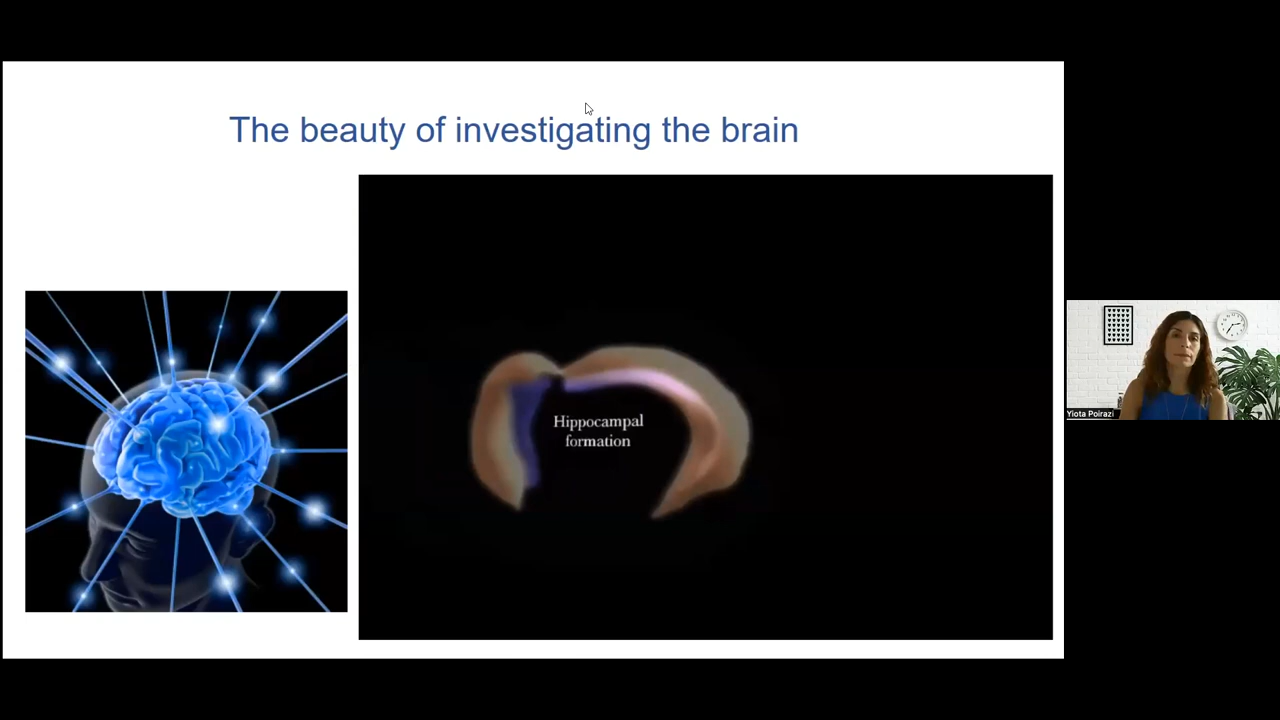 The beauty of investigating the brain
Hippocampal
formation
Yiota Poirazi